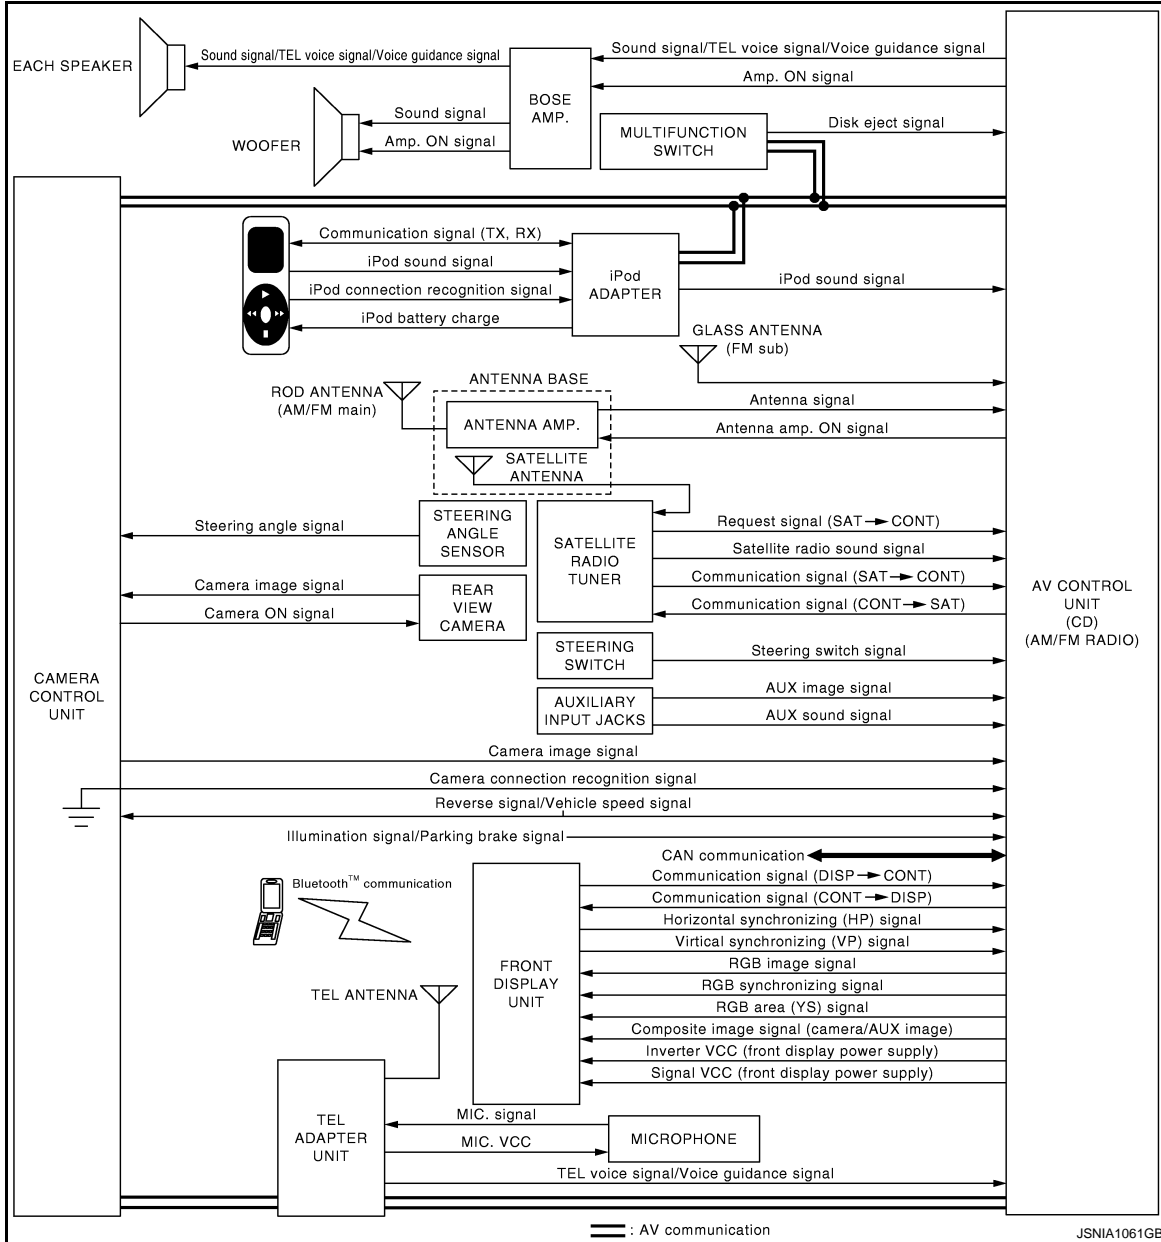 EACH SPEAKER
Sound signal/TEL voice signal/Voice guidance signal
BOSE
AMP.
Sound signal/TEL voice signal/Voice guidance signal
Amp. ON signal
WOOFER
Sound signal
Amp. ON signal
MULTIFUNCTION
SWITCH
Disk eject signal
Communication signal (TX, RX)
iPod sound signal
iPod connection recognition signal
iPod battery charge
iPod
ADAPTER
iPod sound signal
GLASS ANTENNA
(FM sub)
ROD ANTENNA
(AM/FM main)
ANTENNA BASE
ANTENNA AMP.
Antenna signal
Antenna amp. ON signal
SATELLITE
ANTENNA
Steering angle signal
STEERING
ANGLE
SENSOR
Camera image signal
Camera ON signal
REAR
VIEW
CAMERA
SATELLITE
RADIO
TUNER
Request signal (SAT→CONT)
Satellite radio sound signal
Communication signal (SAT→CONT)
Communication signal (CONT→SAT)
AV CONTROL
UNIT
(CD)
(AM/FM RADIO)
STEERING
SWITCH
Steering switch signal
AUXILIARY
INPUT JACKS
AUX image signal
AUX sound signal
CAMERA
CONTROL
UNIT
Camera image signal
Camera connection recognition signal
Reverse signal/Vehicle speed signal
Illumination signal/Parking brake signal
CAN communication
Bluetooth™ communication
FRONT
DISPLAY
UNIT
Communication signal (DISP→CONT)
Communication signal (CONT→DISP)
Horizontal synchronizing (HP) signal
Virtical synchronizing (VP) signal
RGB image signal
RGB synchronizing signal
RGB area (YS) signal
Composite image signal (camera/AUX image)
Inverter VCC (front display power supply)
Signal VCC (front display power supply)
TEL ANTENNA
TEL
ADAPTER
UNIT
MIC. signal
MIC. VCC
MICROPHONE
TEL voice signal/Voice guidance signal
: AV communication
JSNIA1061GB